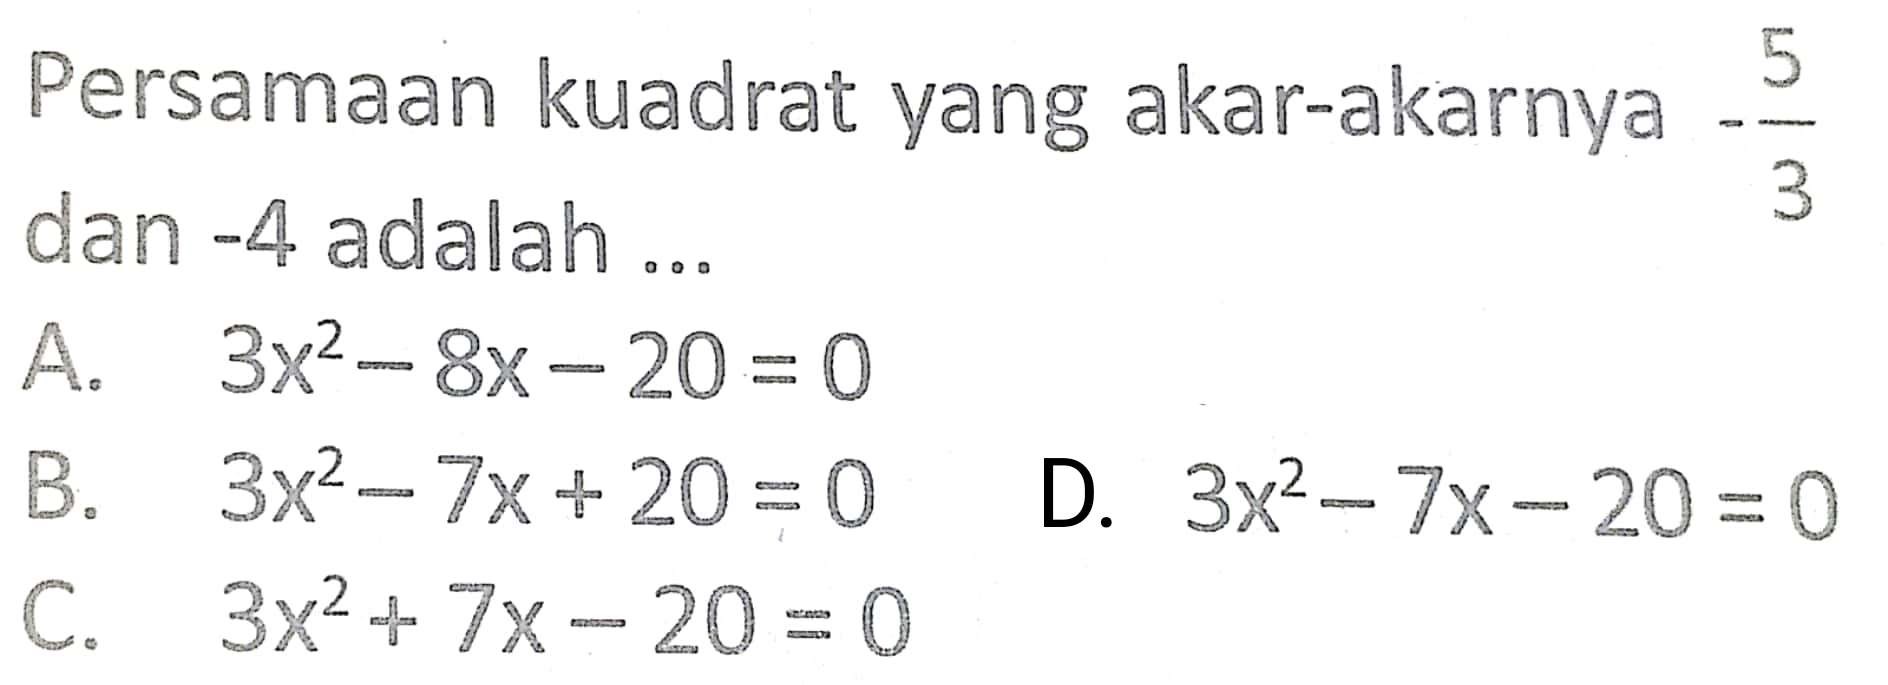 Persamaan kuadrat yang akar-akarnya -5/3
dan -4 adalah ...
A. 3x² – 8x – 20 = 0
B. 3x² – 7x + 20 = 0 D. 3x² – 7x – 20 = 0
C. 3x² + 7x – 20 = 0